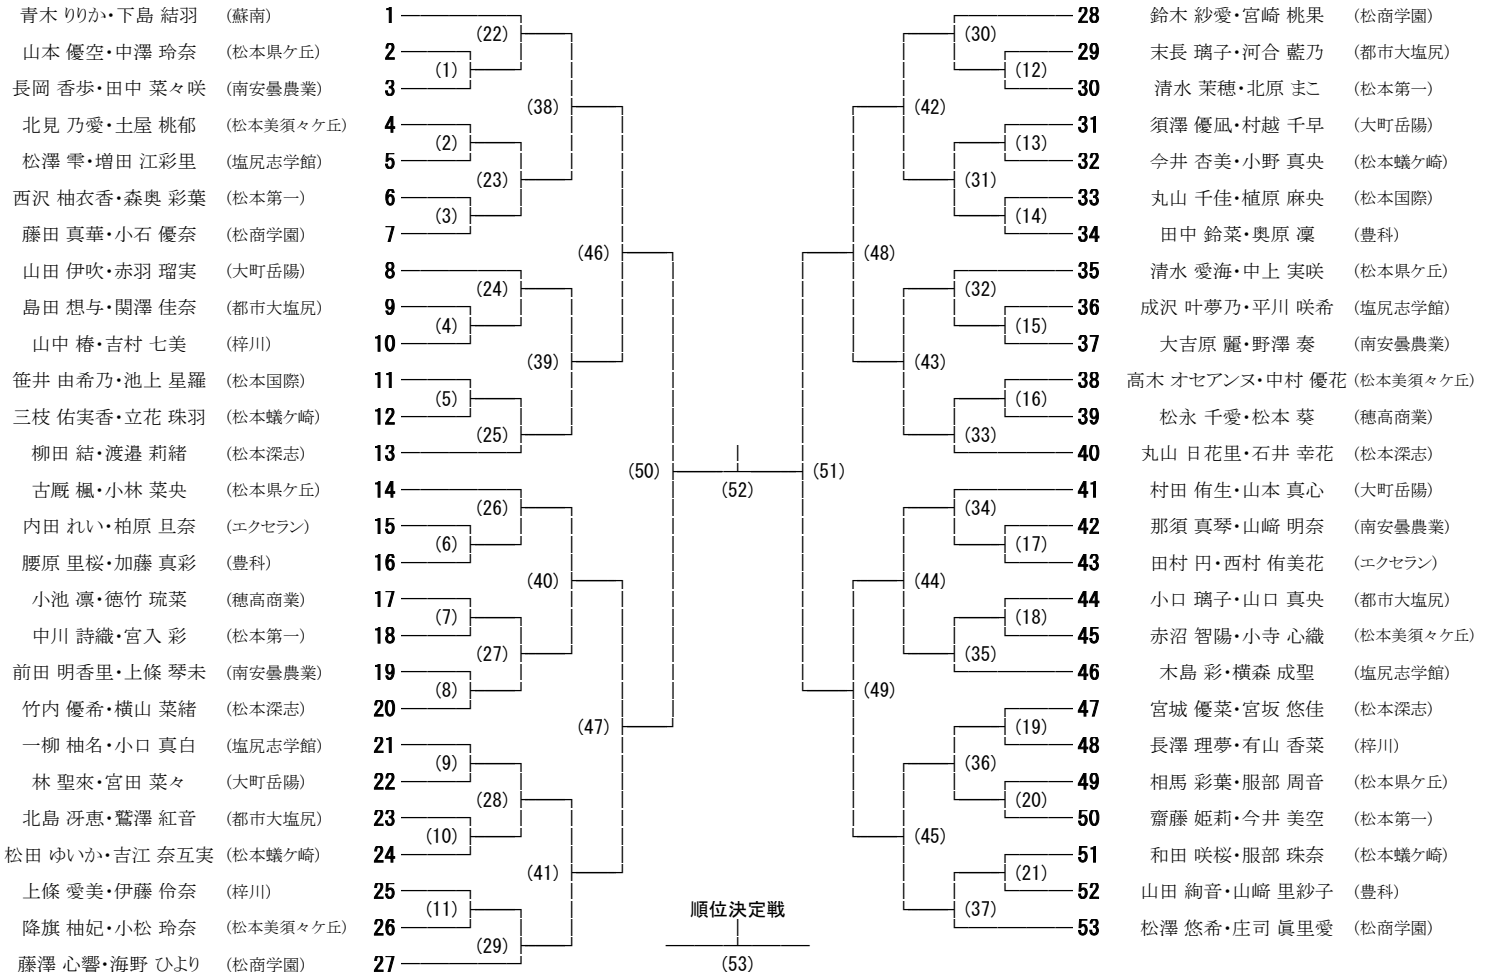 青木 りりか・下島 結羽 (蘇南) 1
山本 優空・中澤 玲奈 (松本県ケ丘) 2
長岡 香歩・田中 菜々咲 (南安曇農業) 3
北見 乃愛・土屋 桃郁 (松本美須々ケ丘) 4
松澤 雫・増田 江彩里 (塩尻志学館) 5
西沢 柚衣香・森奥 彩葉 (松本第一) 6
藤田 真華・小石 優奈 (松商学園) 7
山田 伊吹・赤羽 瑠実 (大町岳陽) 8
島田 想与・関澤 佳奈 (都市大塩尻) 9
山中 椿・吉村 七美 (梓川) 10
笹井 由希乃・池上 星羅 (松本国際) 11
三枝 佑実香・立花 珠羽 (松本蟻ケ崎) 12
柳田 結・渡邉 莉緒 (松本深志) 13
古厩 楓・小林 菜央 (松本県ケ丘) 14
内田 れい・柏原 旦奈 (エクセラン) 15
腰原 里桜・加藤 真彩 (豊科) 16
小池 凛・徳竹 琉菜 (穂高商業) 17
中川 詩織・宮入 彩 (松本第一) 18
前田 明香里・上條 琴未 (南安曇農業) 19
竹内 優希・横山 菜緒 (松本深志) 20
一柳 柚名・小口 真白 (塩尻志学館) 21
林 聖來・宮田 菜々 (大町岳陽) 22
北島 冴恵・鷲澤 紅音 (都市大塩尻) 23
松田 ゆいか・吉江 奈互実 (松本蟻ケ崎) 24
上條 愛美・伊藤 伶奈 (梓川) 25
降旗 柚妃・小松 玲奈 (松本美須々ケ丘) 26
藤澤 心響・海野 ひより (松商学園) 27
(22)
(1)
(38)
(2)
(23)
(3)
(46)
(24)
(4)
(39)
(5)
(25)
(50)
(26)
(6)
(40)
(7)
(27)
(8)
(47)
(9)
(28)
(10)
(41)
(11)
(29)
(52)
順位決定戦
(53)
(30)
(12)
(42)
(13)
(31)
(14)
(48)
(32)
(15)
(43)
(16)
(33)
(51)
(34)
(17)
(44)
(18)
(35)
(49)
(19)
(36)
(20)
(45)
(21)
(37)
28 鈴木 紗愛・宮崎 桃果 (松商学園)
29 末長 璃子・河合 藍乃 (都市大塩尻)
30 清水 茉穂・北原 まこ (松本第一)
31 須澤 優凪・村越 千早 (大町岳陽)
32 今井 杏美・小野 真央 (松本蟻ケ崎)
33 丸山 千佳・植原 麻央 (松本国際)
34 田中 鈴菜・奥原 凜 (豊科)
35 清水 愛海・中上 実咲 (松本県ケ丘)
36 成沢 叶夢乃・平川 咲希 (塩尻志学館)
37 大吉原 麗・野澤 奏 (南安曇農業)
38 高木 オセアンヌ・中村 優花 (松本美須々ケ丘)
39 松永 千愛・松本 葵 (穂高商業)
40 丸山 日花里・石井 幸花 (松本深志)
41 村田 侑生・山本 真心 (大町岳陽)
42 那須 真琴・山﨑 明奈 (南安曇農業)
43 田村 円・西村 侑美花 (エクセラン)
44 小口 璃子・山口 真央 (都市大塩尻)
45 赤沼 智陽・小寺 心織 (松本美須々ケ丘)
46 木島 彩・横森 成聖 (塩尻志学館)
47 宮城 優菜・宮坂 悠佳 (松本深志)
48 長澤 理夢・有山 香菜 (梓川)
49 相馬 彩葉・服部 周音 (松本県ケ丘)
50 齋藤 姫莉・今井 美空 (松本第一)
51 和田 咲桜・服部 珠奈 (松本蟻ケ崎)
52 山田 絢音・山﨑 里紗子 (豊科)
53 松澤 悠希・庄司 眞里愛 (松商学園)